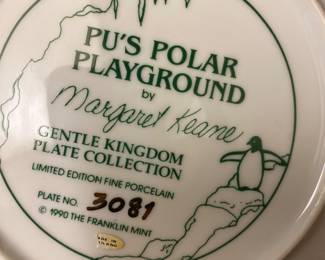 PU'S POLAR
PLAYGROUND
by
Margaret Keane
GENTLE KINGDOM
PLATE COLLECTION
LIMITED EDITION FINE PORCELAIN
PLATE NO. 3081
© 1990 THE FRANKLIN MINT